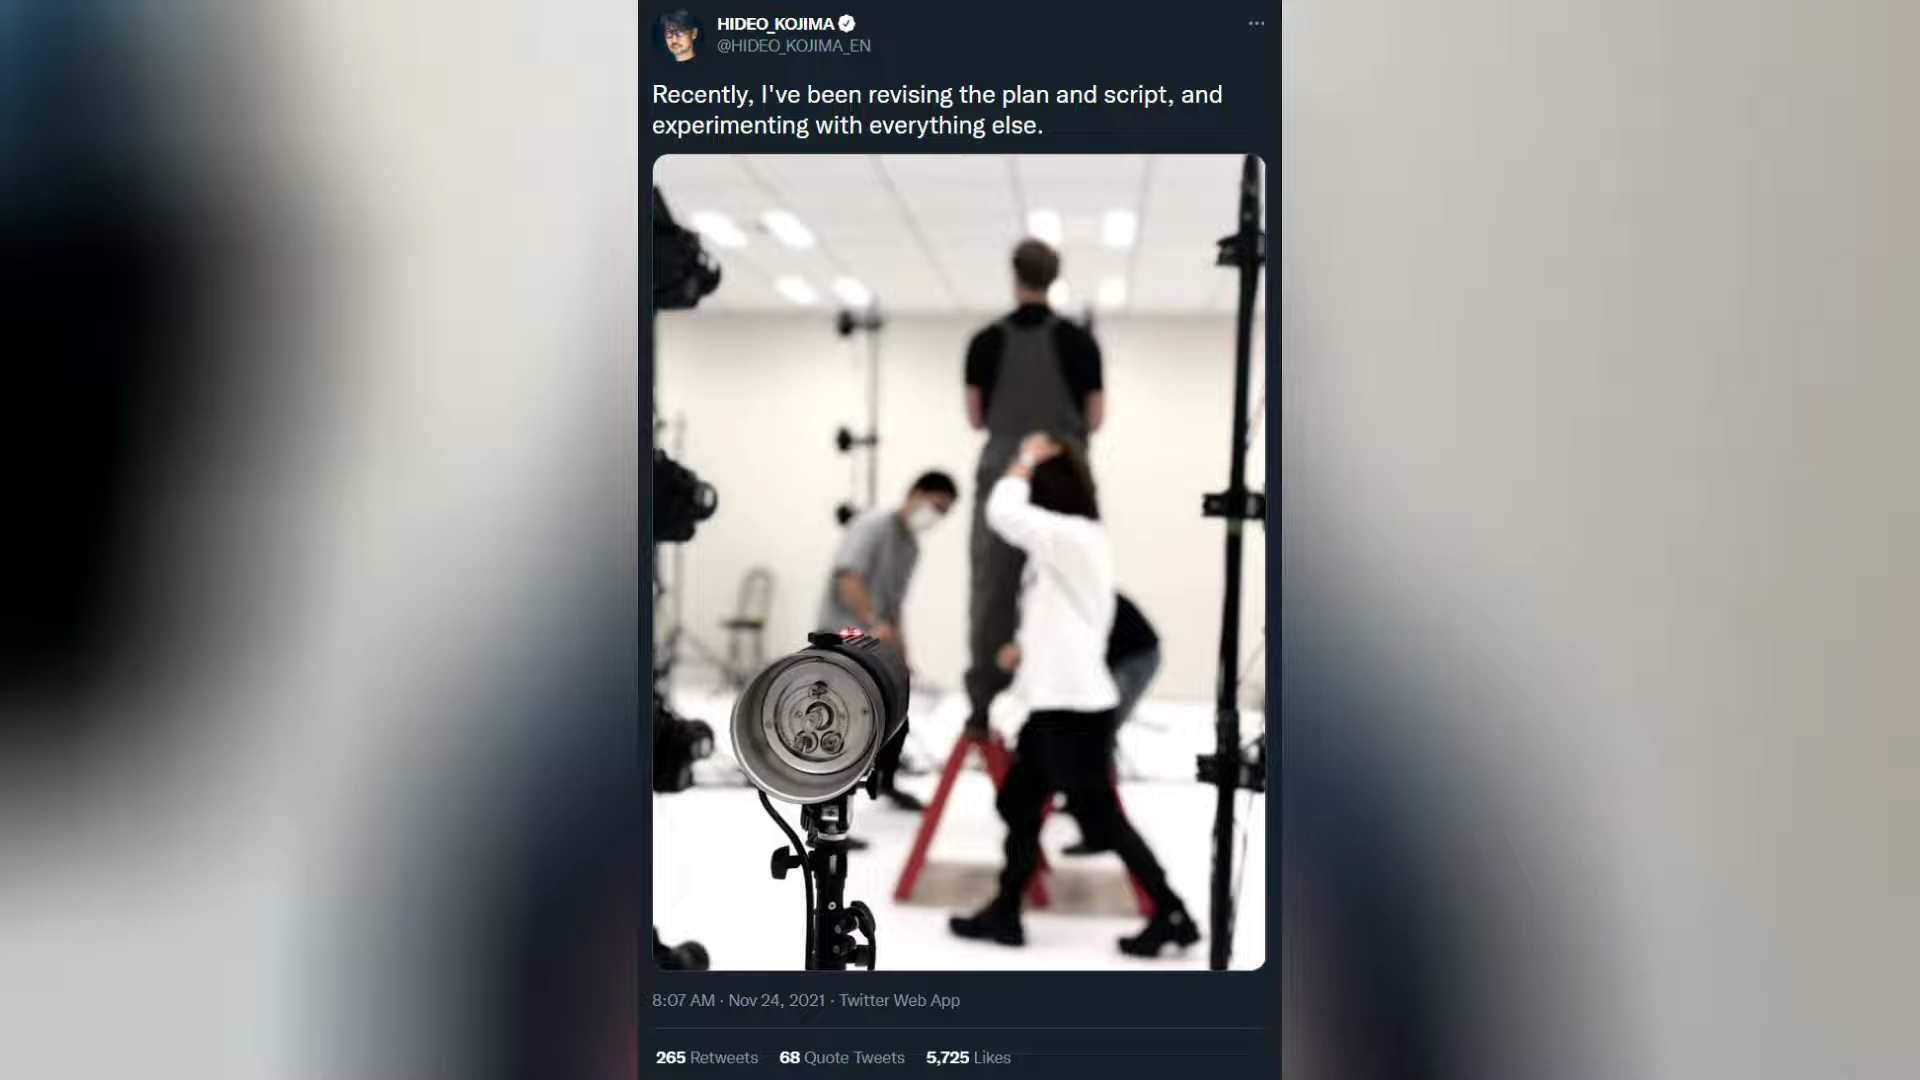 HIDEO_KOJIMA
@HIDEO_KOJIMA_EN
Recently, I've been revising the plan and script, and
experimenting with everything else.
8:07 AM · Nov 24, 2021 · Twitter Web App
265 Retweets 68 Quote Tweets 5,725 Likes